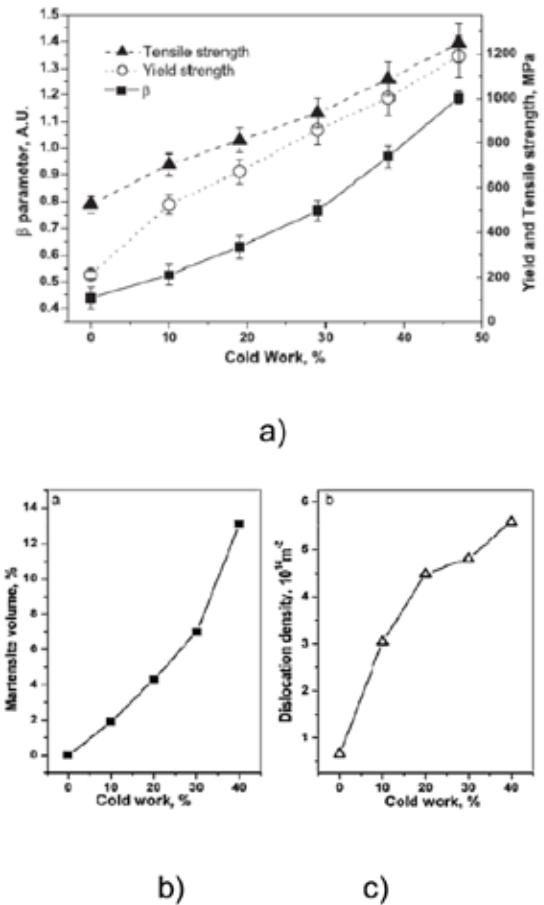 1.5
1.4
1.3
1.2
1.1
1.0
0.9
0.8
0.7
0.6
0.5
0.4
β parameter, A.U.
Tensile strength
Yield strength
β
1200
1000
800
600
400
200
0
Yield and Tensile strength, MPa
0 10 20 30 40 50
Cold Work, %
a)
a
14
12
10
8
6
4
2
0
Martensite volume, %
0 10 20 30 40
Cold work, %
b
6
5
4
3
2
1
Dislocation density, 10¹⁴m⁻²
0 10 20 30 40
Cold work, %
b) c)